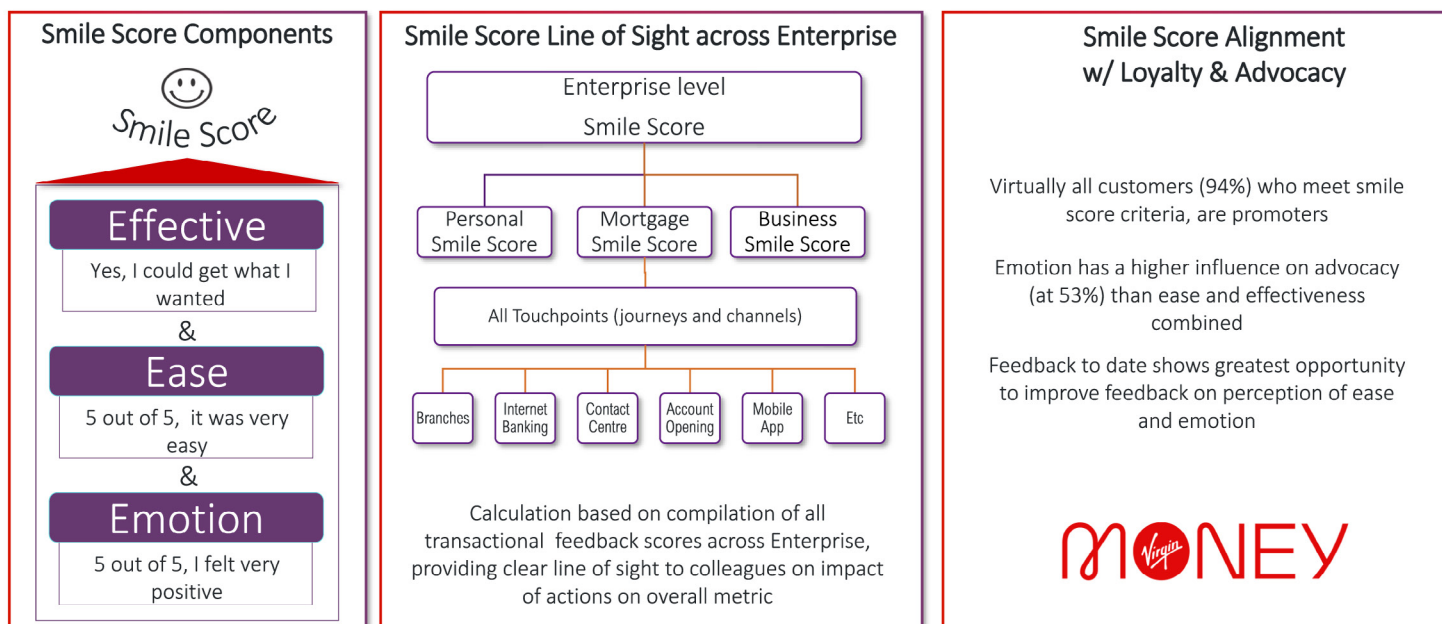 Smile Score Components
Smile Score
Effective
Yes, I could get what I
wanted
&
Ease
5 out of 5,  it was very
easy
&
Emotion
5 out of 5, I felt very
positive
Smile Score Line of Sight across Enterprise
Enterprise level
Smile Score
Personal
Smile Score
Mortgage
Smile Score
Business
Smile Score
All Touchpoints (journeys and channels)
Branches
Internet
Banking
Contact
Centre
Account
Opening
Mobile
App
Etc
Calculation based on compilation of all
transactional  feedback scores across Enterprise,
providing clear line of sight to colleagues on impact
of actions on overall metric
Smile Score Alignment
w/ Loyalty & Advocacy
Virtually all customers (94%) who meet smile
score criteria, are promoters
Emotion has a higher influence on advocacy
(at 53%) than ease and effectiveness
combined
Feedback to date shows greatest opportunity
to improve feedback on perception of ease
and emotion
Virgin
MONEY